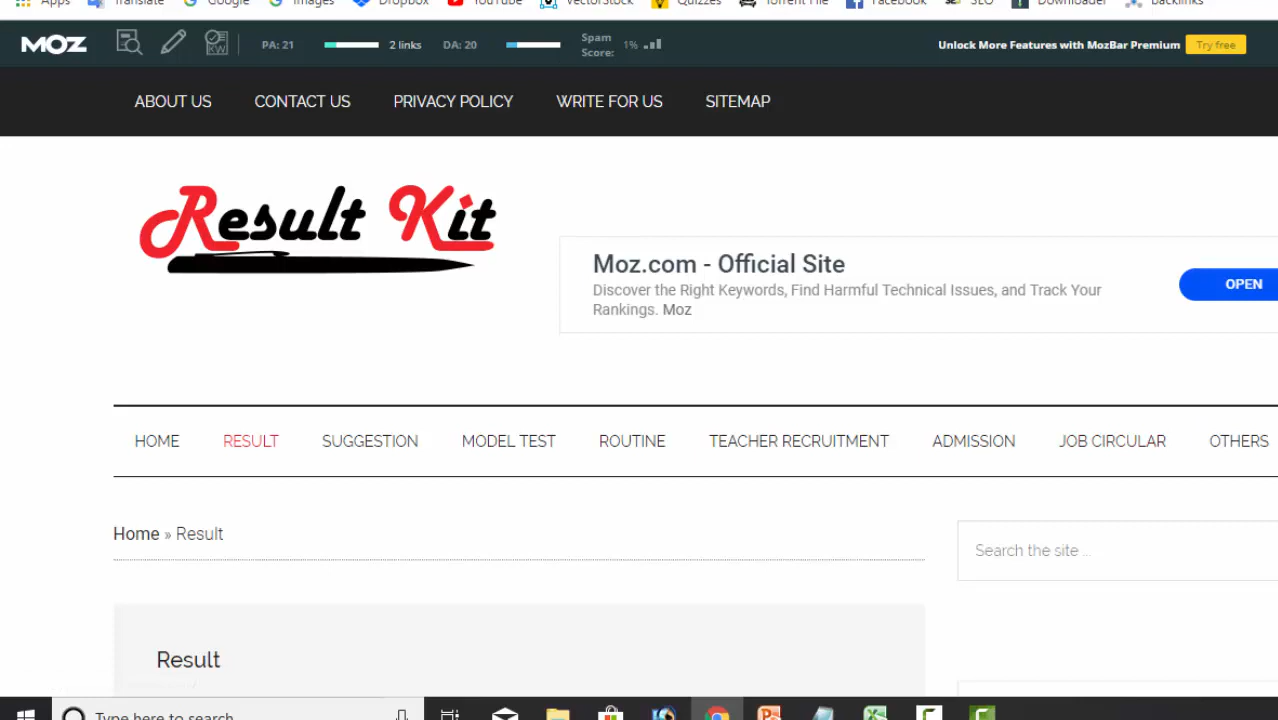 Apps Translate Google Images Dropbox YouTube VectorStock Quizzes Torrent File Facebook SEO Downloader Backlinks
MOZ PA: 21 2 links DA: 20 Spam Score: 1% Unlock More Features with MozBar Premium Try free
ABOUT US CONTACT US PRIVACY POLICY WRITE FOR US SITEMAP
Result Kit
Moz.com - Official Site
Discover the Right Keywords, Find Harmful Technical Issues, and Track Your
Rankings. Moz
OPEN
HOME RESULT SUGGESTION MODEL TEST ROUTINE TEACHER RECRUITMENT ADMISSION JOB CIRCULAR OTHERS
Home » Result
Search the site ...
Result
Type here to search